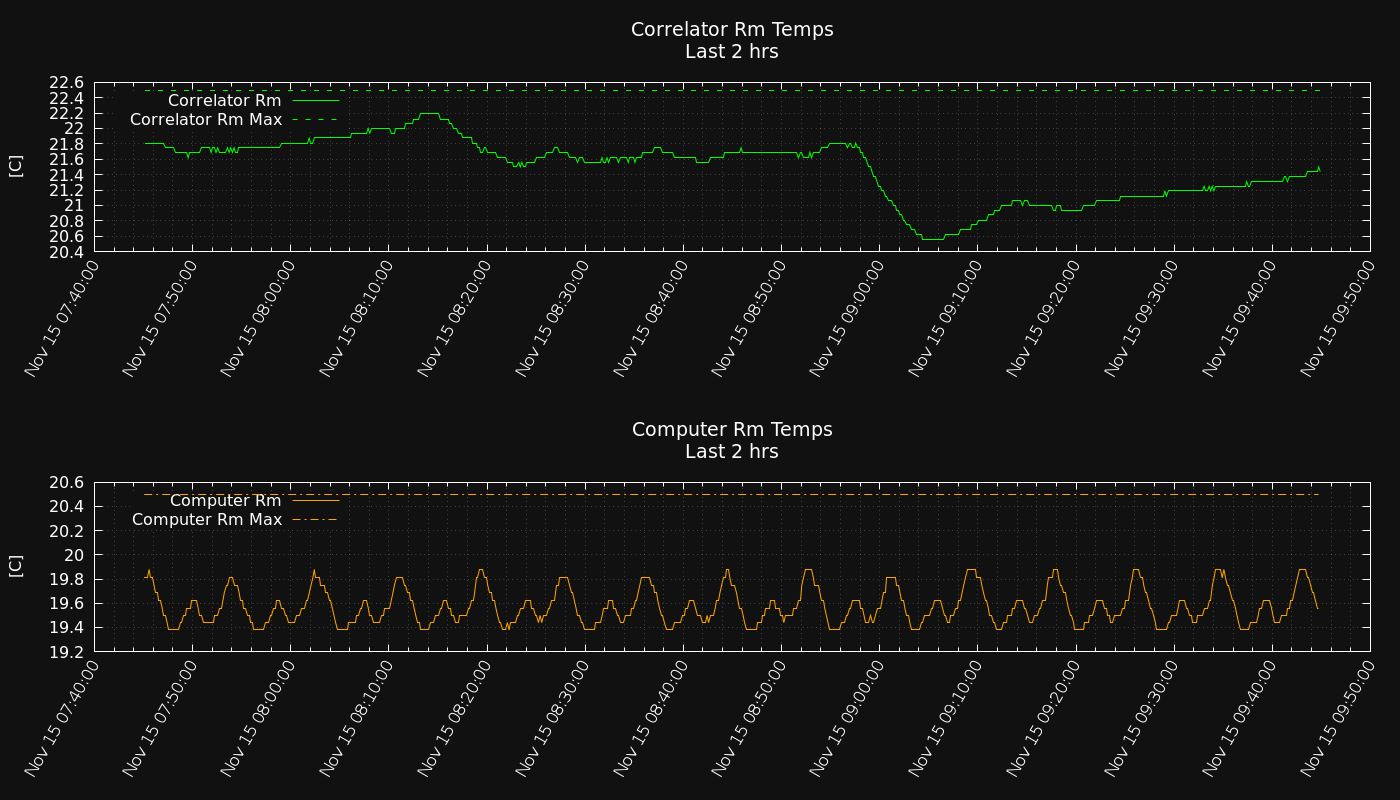 Correlator Rm Temps
Last 2 hrs
22.6
22.4
22.2
22
21.8
21.6
21.4
21.2
21
20.8
20.6
20.4
[C]
Correlator Rm
Correlator Rm Max
Nov 15 07:40:00
Nov 15 07:50:00
Nov 15 08:00:00
Nov 15 08:10:00
Nov 15 08:20:00
Nov 15 08:30:00
Nov 15 08:40:00
Nov 15 08:50:00
Nov 15 09:00:00
Nov 15 09:10:00
Nov 15 09:20:00
Nov 15 09:30:00
Nov 15 09:40:00
Nov 15 09:50:00
Computer Rm Temps
Last 2 hrs
20.6
20.4
20.2
20
19.8
19.6
19.4
19.2
[C]
Computer Rm
Computer Rm Max
Nov 15 07:40:00
Nov 15 07:50:00
Nov 15 08:00:00
Nov 15 08:10:00
Nov 15 08:20:00
Nov 15 08:30:00
Nov 15 08:40:00
Nov 15 08:50:00
Nov 15 09:00:00
Nov 15 09:10:00
Nov 15 09:20:00
Nov 15 09:30:00
Nov 15 09:40:00
Nov 15 09:50:00